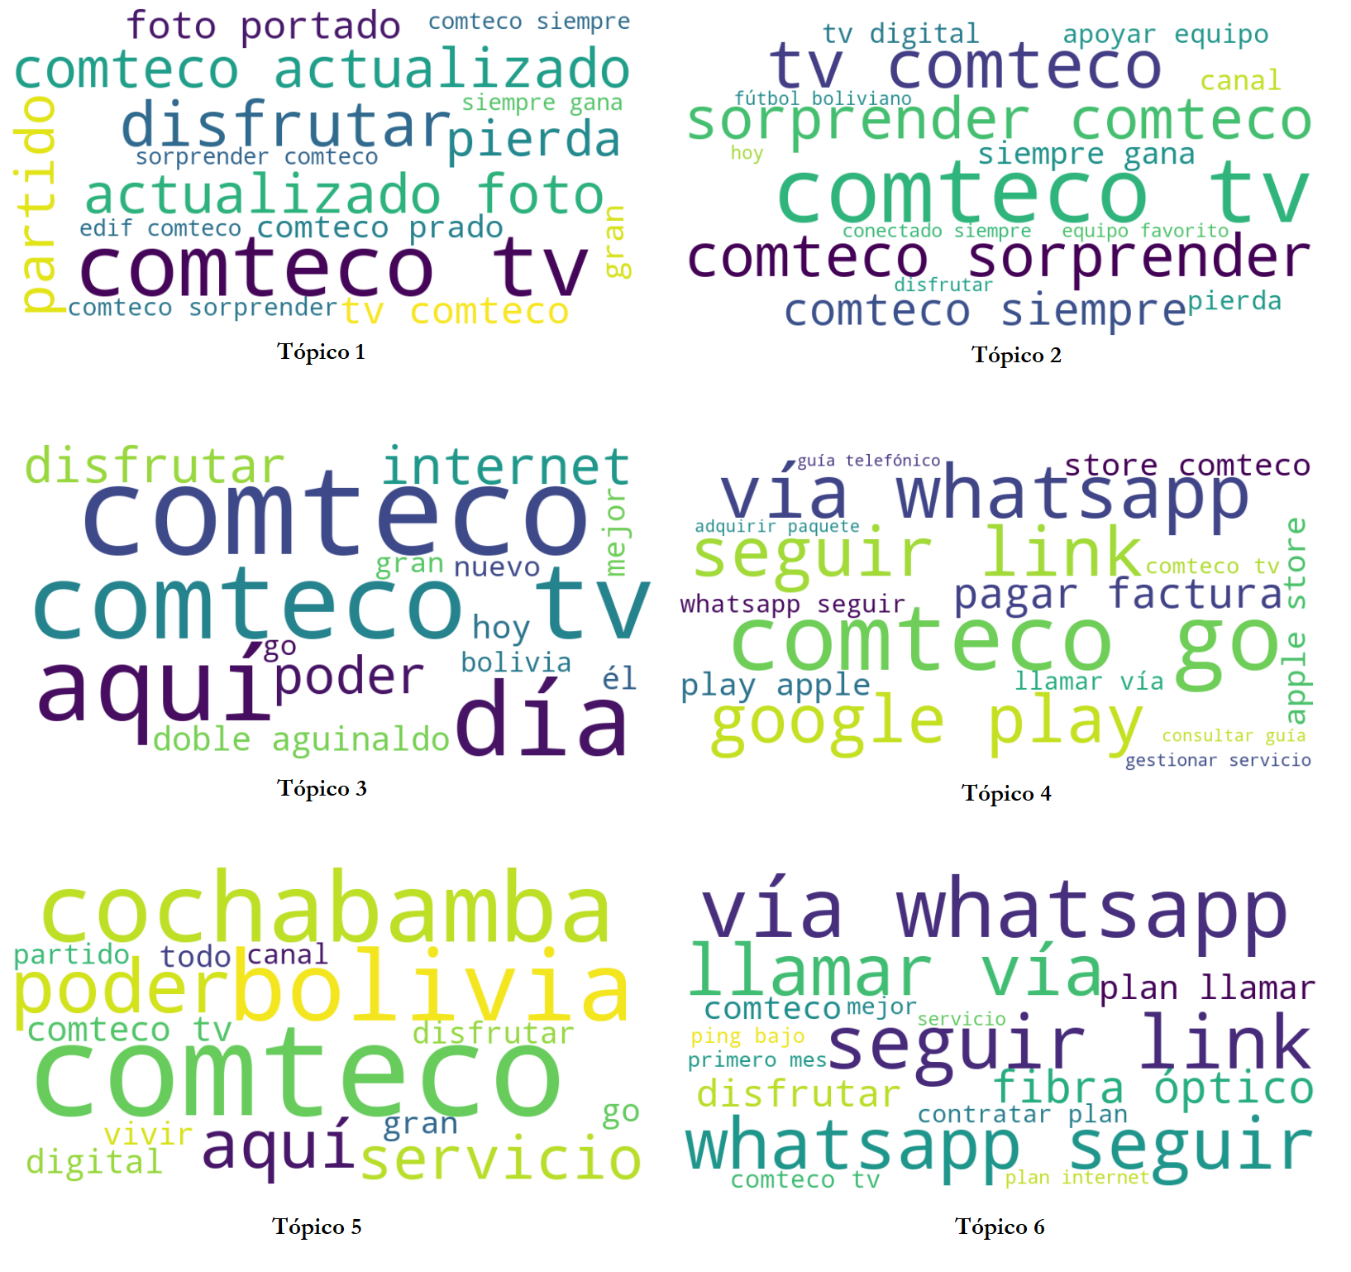 foto portado comteco siempre
comteco actualizado
disfrutar siempre gana
pierda
sorprender comteco
partido
actualizado foto
edif comteco comteco prado
gran
comteco tv
comteco sorprender tv comteco
Tópico 1
tv digital apoyar equipo
tv comteco canal
fútbol boliviano
sorprender comteco
hoy siempre gana
comteco tv
conectado siempre equipo favorito
comteco sorprender
disfrutar
comteco siempre pierda
Tópico 2
disfrutar internet
comteco
mejor
gran nuevo
comteco tv
hoy
go
aquí poder bolivia él
día
doble aguinaldo
Tópico 3
guía telefónico store comteco
vía whatsapp
adquirir paquete
seguir link comteco tv
apple store
whatsapp seguir pagar factura
comteco go
play apple llamar vía
google play consultar guía
gestionar servicio
Tópico 4
cochabamba
partido todo canal
poder bolivia
comteco tv disfrutar
comteco
go
vivir aquí gran
digital servicio
Tópico 5
vía whatsapp
llamar vía plan llamar
comteco mejor servicio
ping bajo seguir link
primero mes
disfrutar fibra óptico
contratar plan
whatsapp seguir
comteco tv plan internet
Tópico 6